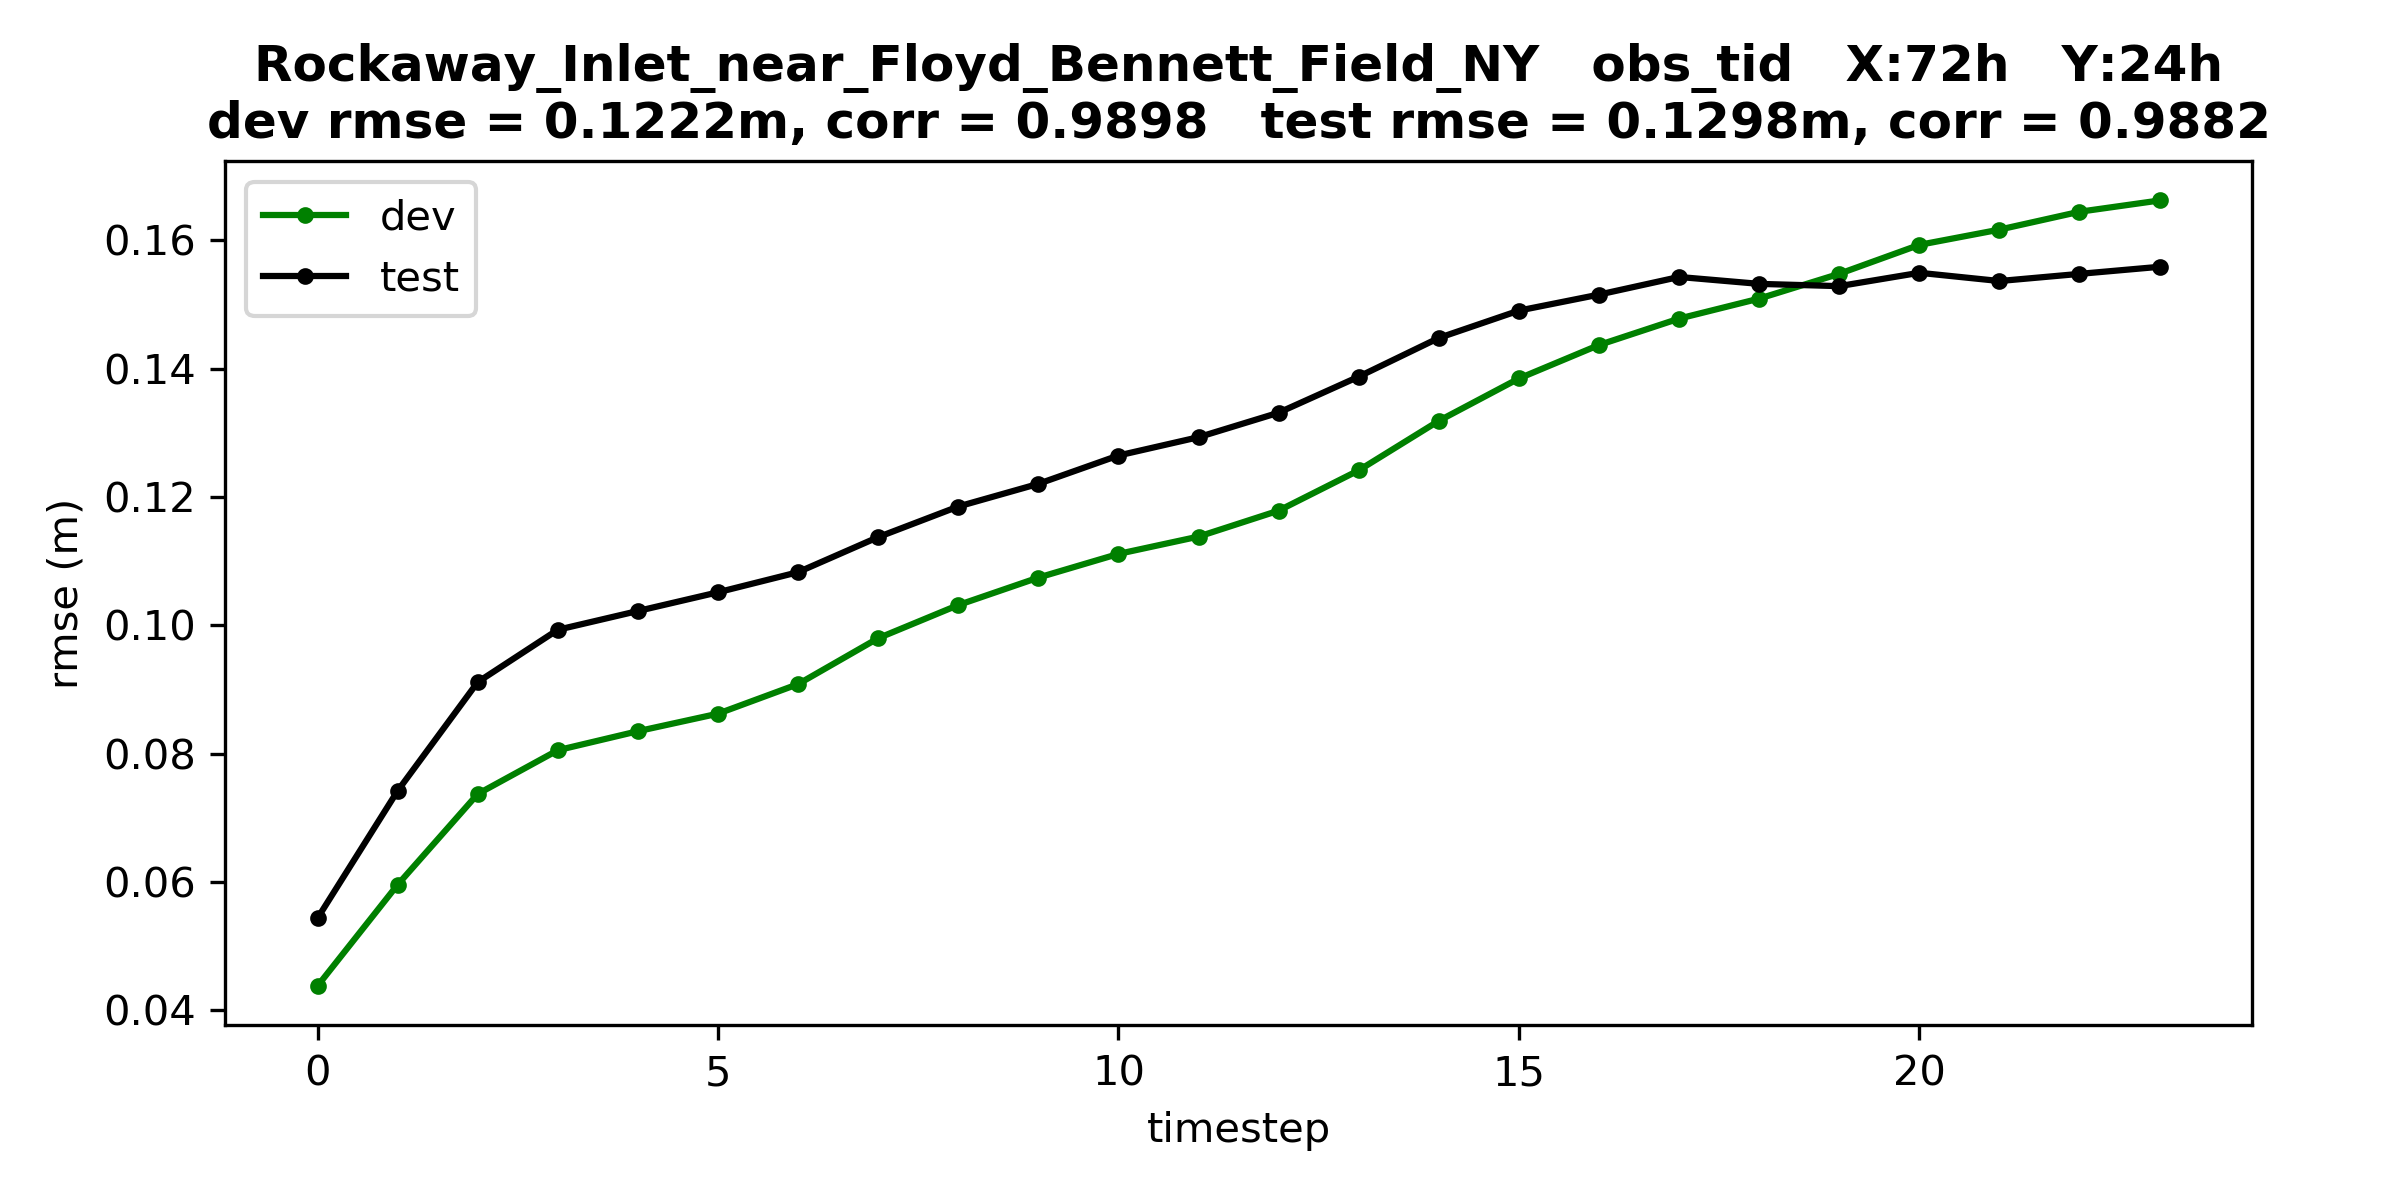 Rockaway_Inlet_near_Floyd_Bennett_Field_NY   obs_tid   X:72h   Y:24h
dev rmse = 0.1222m, corr = 0.9898   test rmse = 0.1298m, corr = 0.9882
dev
test
0.16
0.14
0.12
0.10
0.08
0.06
0.04
rmse (m)
0 5 10 15 20
timestep